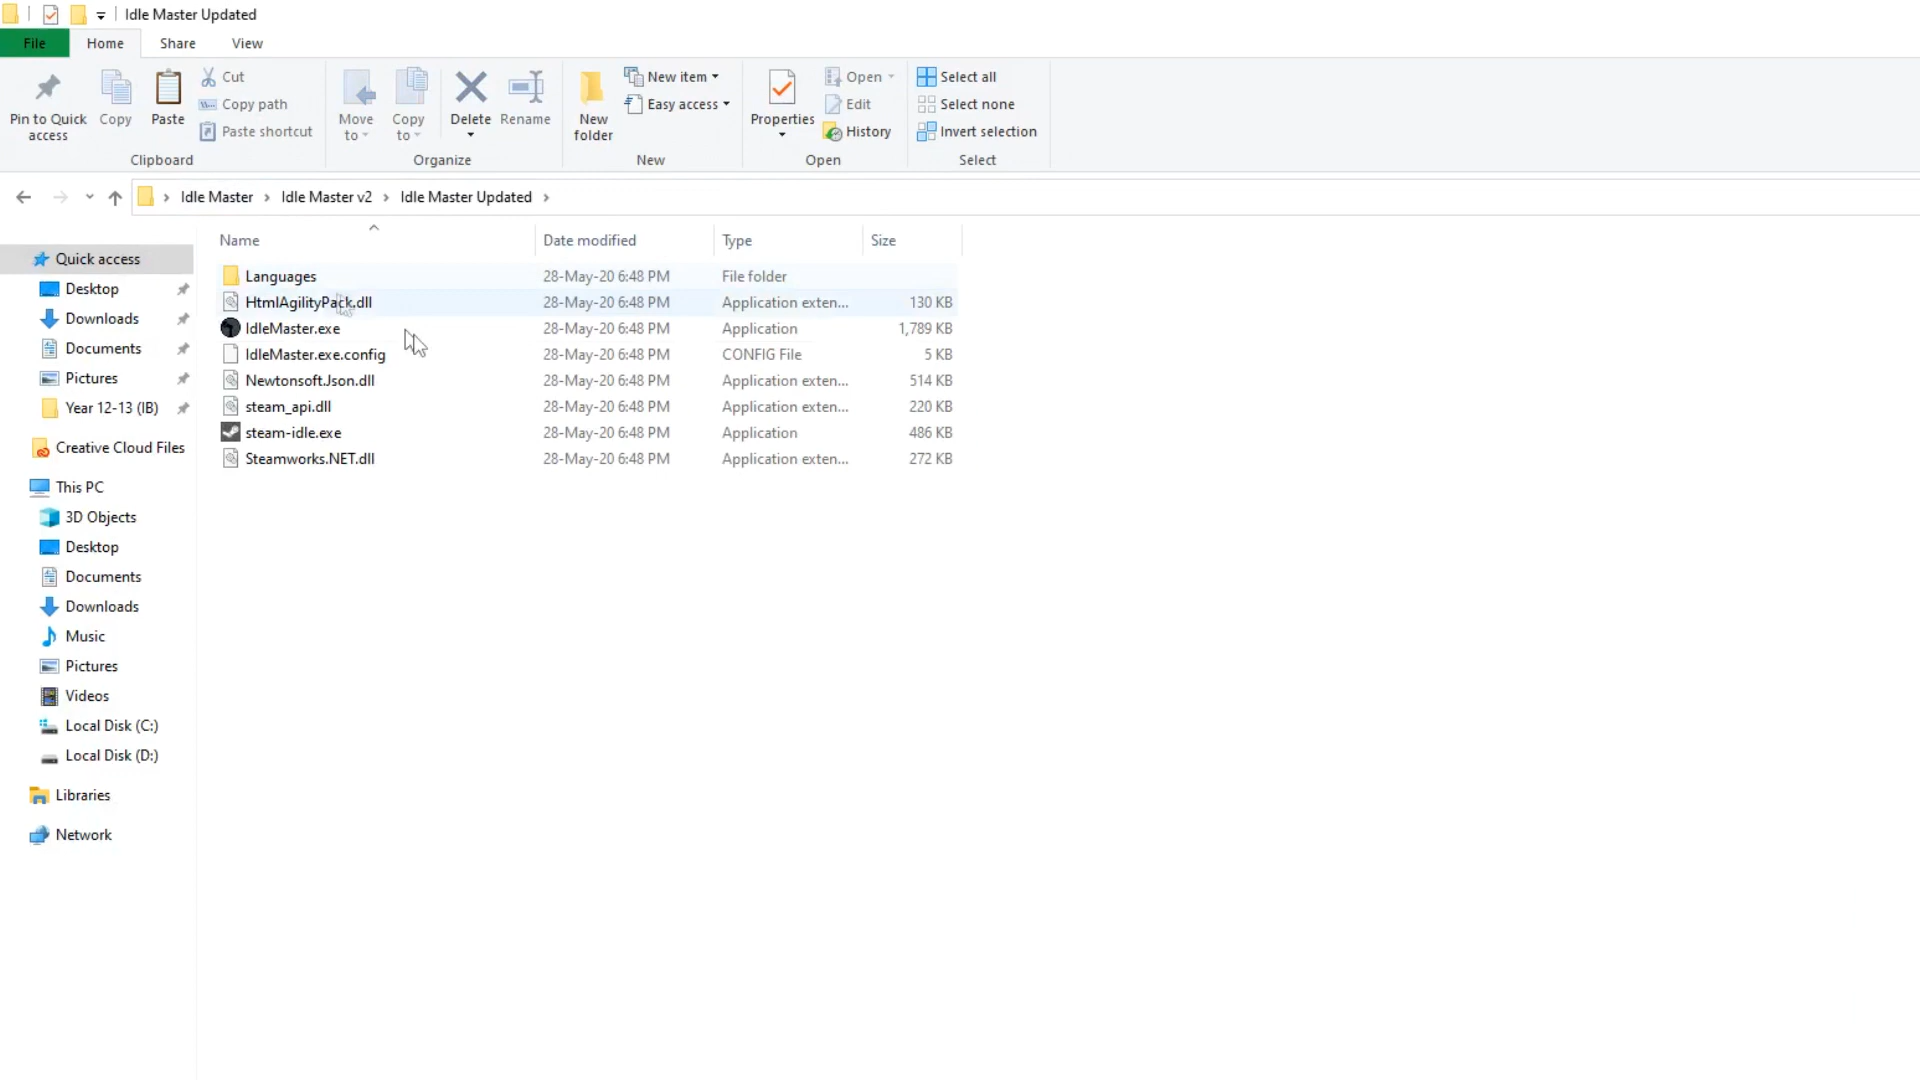 Idle Master Updated
File Home Share View
Pin to Quick access
Copy
Paste
Cut
Copy path
Paste shortcut
Clipboard
Move to
Copy to
Delete
Rename
Organize
New folder
New item
Easy access
New
Properties
Open
Edit
History
Open
Select all
Select none
Invert selection
Select
Idle Master Idle Master v2 Idle Master Updated
Name Date modified Type Size
Languages 28-May-20 6:48 PM File folder
HtmlAgilityPack.dll 28-May-20 6:48 PM Application exten... 130 KB
IdleMaster.exe 28-May-20 6:48 PM Application 1,789 KB
IdleMaster.exe.config 28-May-20 6:48 PM CONFIG File 5 KB
Newtonsoft.Json.dll 28-May-20 6:48 PM Application exten... 514 KB
steam_api.dll 28-May-20 6:48 PM Application exten... 220 KB
steam-idle.exe 28-May-20 6:48 PM Application 486 KB
Steamworks.NET.dll 28-May-20 6:48 PM Application exten... 272 KB
Quick access
Desktop
Downloads
Documents
Pictures
Year 12-13 (IB)
Creative Cloud Files
This PC
3D Objects
Desktop
Documents
Downloads
Music
Pictures
Videos
Local Disk (C:)
Local Disk (D:)
Libraries
Network